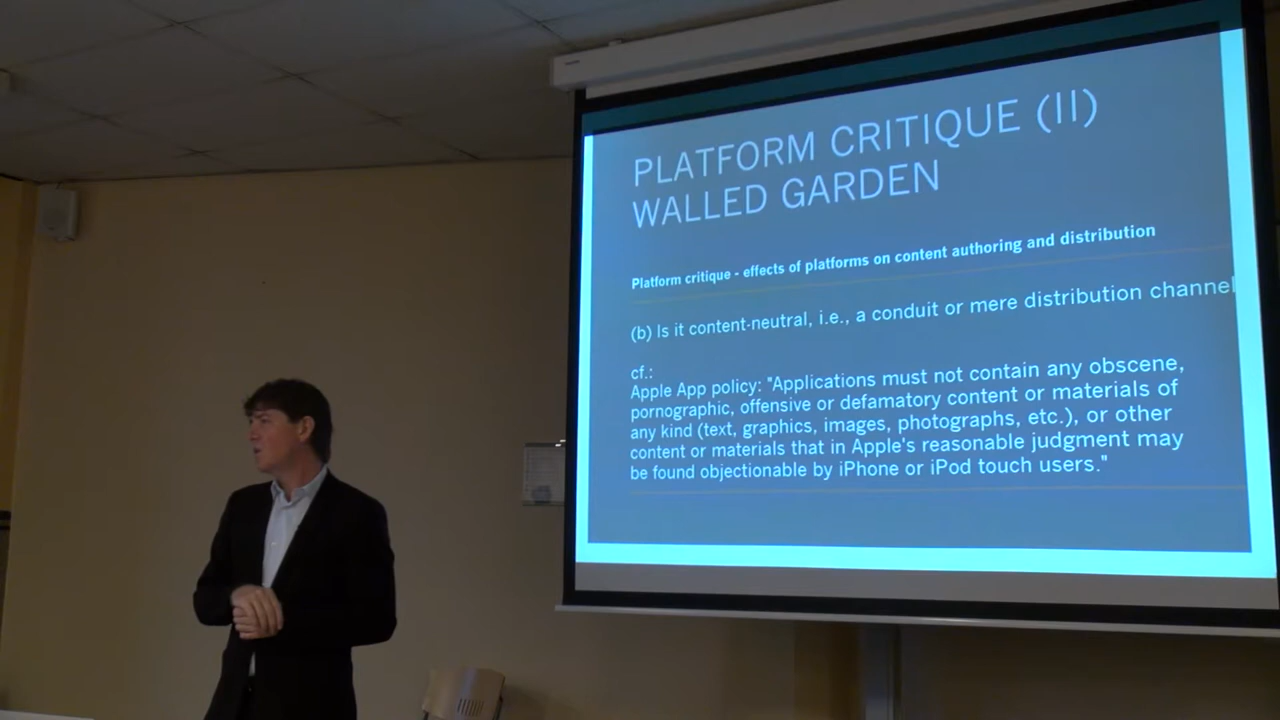 PLATFORM CRITIQUE (II)
WALLED GARDEN
Platform critique - effects of platforms on content authoring and distribution
(b) Is it content-neutral, i.e., a conduit or mere distribution channel
cf.:
Apple App policy: "Applications must not contain any obscene,
pornographic, offensive or defamatory content or materials of
any kind (text, graphics, images, photographs, etc.), or other
content or materials that in Apple's reasonable judgment may
be found objectionable by iPhone or iPod touch users."